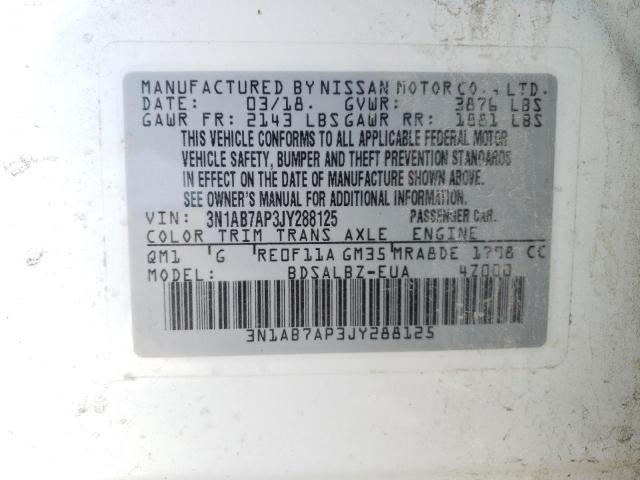 MANUFACTURED BY NISSAN MOTOR CO., LTD.
DATE: 03/18. GVWR: 3876 LBS
GAWR FR: 2143 LBS GAWR RR: 1881 LBS
THIS VEHICLE CONFORMS TO ALL APPLICABLE FEDERAL MOTOR
VEHICLE SAFETY, BUMPER AND THEFT PREVENTION STANDARDS
IN EFFECT ON THE DATE OF MANUFACTURE SHOWN ABOVE.
SEE OWNER'S MANUAL FOR ADDITIONAL INFORMATION.
VIN: 3N1AB7AP3JY288125 PASSENGER CAR.
COLOR TRIM TRANS AXLE ENGINE
QM1 G RE0F11A GM35 MRA8DE 1798 CC
MODEL: BDSALBZ-EUA
3N1AB7AP3JY288125